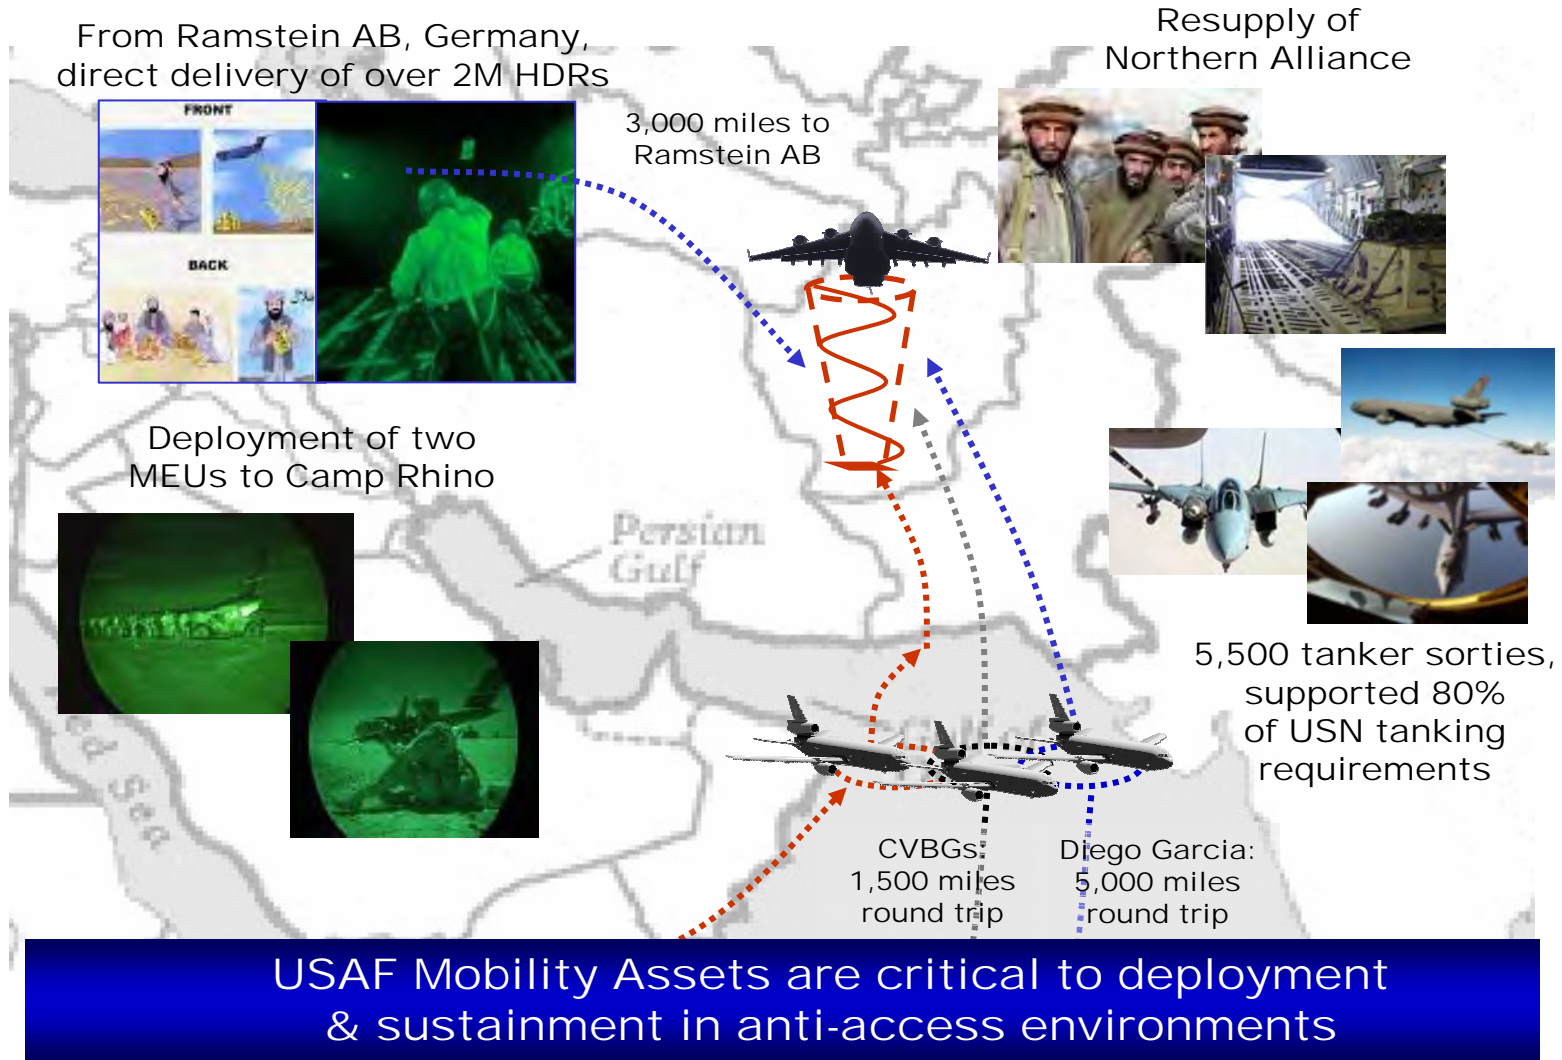 From Ramstein AB, Germany,
direct delivery of over 2M HDRs
FRONT
BACK
3,000 miles to
Ramstein AB
Resupply of
Northern Alliance
Deployment of two
MEUs to Camp Rhino
Persian
Gulf
5,500 tanker sorties,
supported 80%
of USN tanking
requirements
Sea
CVBGs:
1,500 miles
round trip
Diego Garcia:
5,000 miles
round trip
USAF Mobility Assets are critical to deployment
& sustainment in anti-access environments